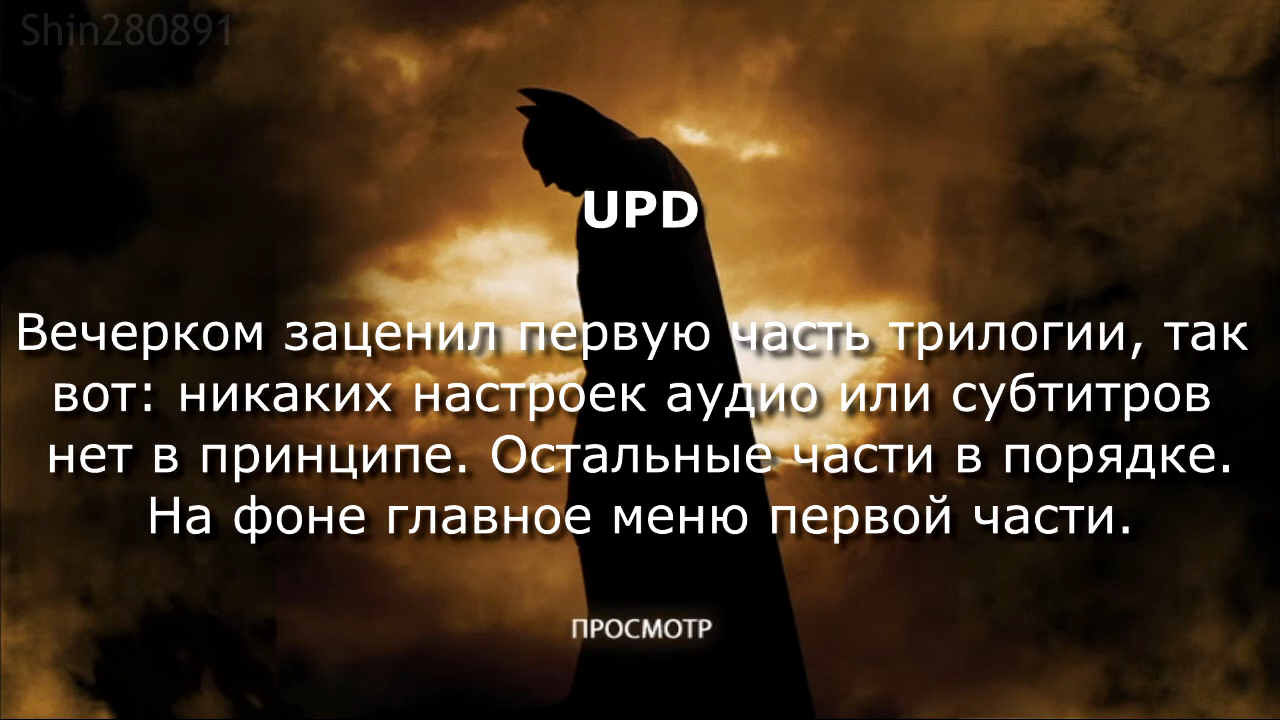 Shin280891
UPD
Вечерком заценил первую часть трилогии, так
вот: никаких настроек аудио или субтитров
нет в принципе. Остальные части в порядке.
На фоне главное меню первой части.
ПРОСМОТР